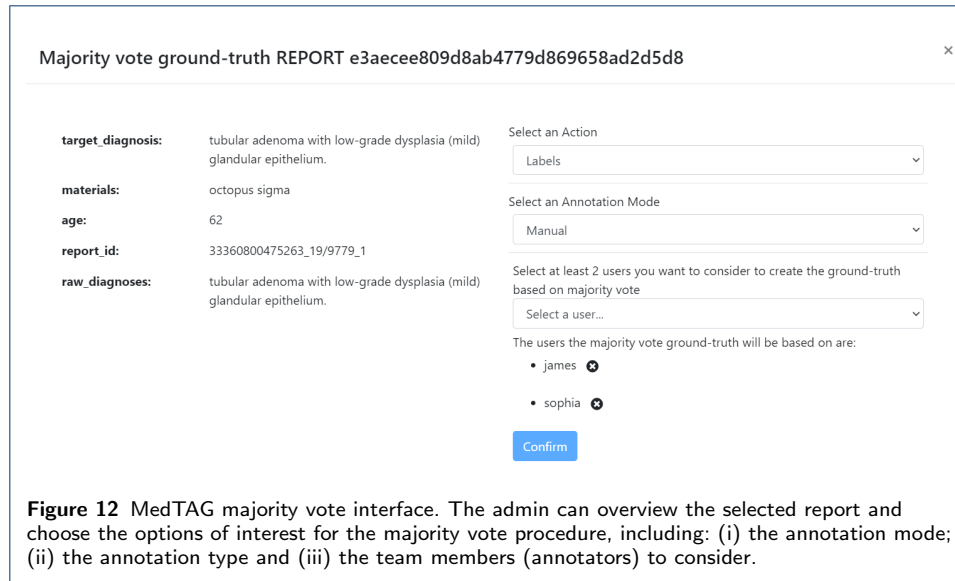 Majority vote ground-truth REPORT e3aecee809d8ab4779d869658ad2d5d8
×
target_diagnosis: tubular adenoma with low-grade dysplasia (mild)
glandular epithelium.
materials: octopus sigma
age: 62
report_id: 33360800475263_19/9779_1
raw_diagnoses: tubular adenoma with low-grade dysplasia (mild)
glandular epithelium.
Select an Action
Labels
Select an Annotation Mode
Manual
Select at least 2 users you want to consider to create the ground-truth
based on majority vote
Select a user...
The users the majority vote ground-truth will be based on are:
• james
• sophia
Confirm
Figure 12 MedTAG majority vote interface. The admin can overview the selected report and
choose the options of interest for the majority vote procedure, including: (i) the annotation mode;
(ii) the annotation type and (iii) the team members (annotators) to consider.